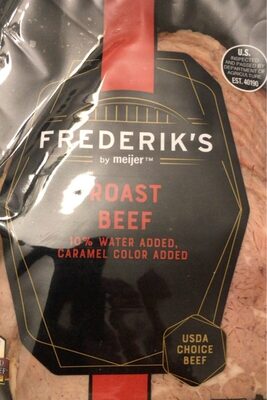 U.S.
INSPECTED
AND PASSED BY
DEPARTMENT OF
AGRICULTURE
EST. 40190
FREDERIK'S
by meijer™
ROAST
BEEF
10% WATER ADDED,
CARAMEL COLOR ADDED
USDA
CHOICE
BEEF